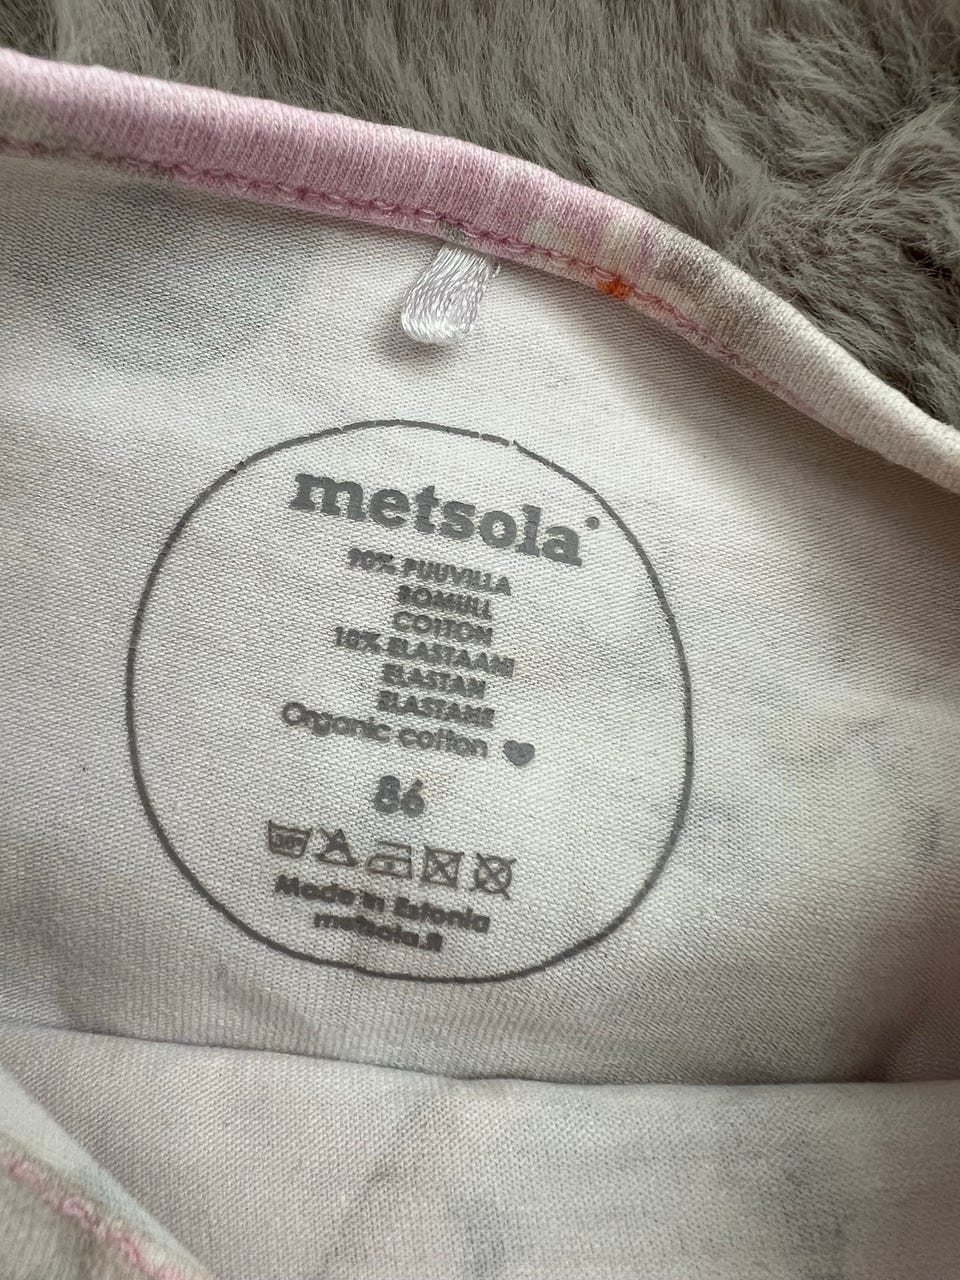 metsola
90% PUUVILLA
BOMULL
COTTON
10% ELASTAANI
ELASTAN
ELASTANE
Organic cotton
86
Made in Estonia
metsola.fi